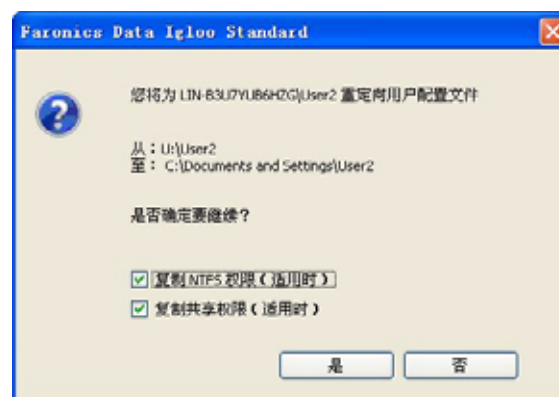 Faronics Data Igloo Standard
您将为 LIN-B3U7YUB6HZG\User2 重定向用户配置文件
从：U:\User2
至： C:\Documents and Settings\User2
是否确定要继续？
复制 NTFS 权限（适用时）
复制共享权限（适用时）
是
否